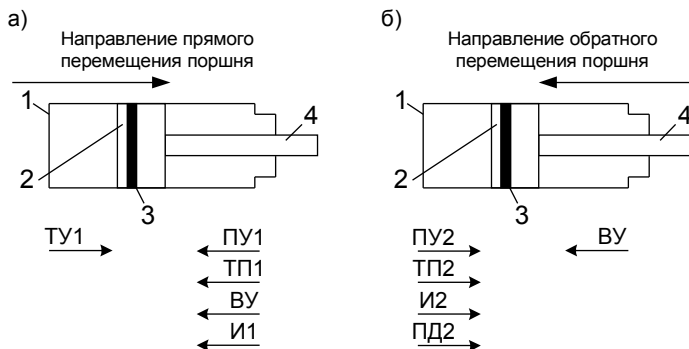 а)
Направление прямого
перемещения поршня
1
4
2
3
ТУ1
ПУ1
ТП1
ВУ
И1
б)
Направление обратного
перемещения поршня
1
4
2
3
ПУ2
ВУ
ТП2
И2
ПД2